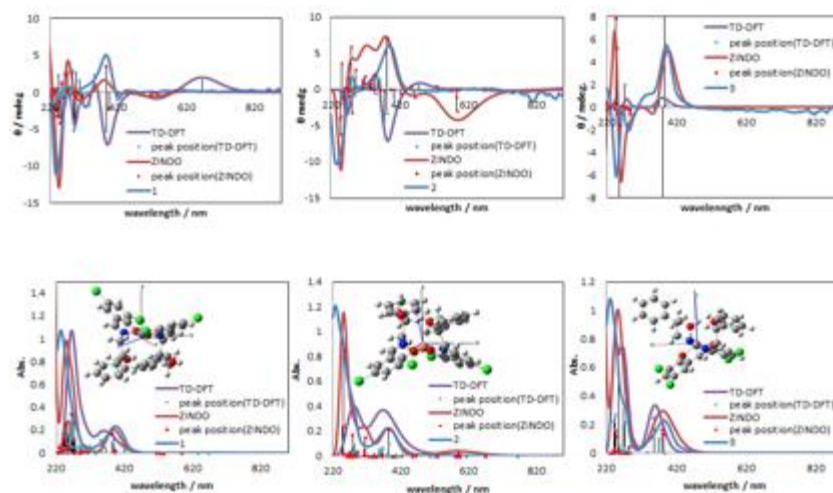 10
5
0
-5
-10
-15
220 420 620 820
θ / mdeg.
wavelength / nm
TD-DFT
peak position(TD-DFT)
ZINDO
peak position(ZINDO)
1
10
5
0
-5
-10
-15
220 420 620 820
θ mdeg
wavelength / nm
TD-DFT
peak position(TD-DFT)
ZINDO
peak position(ZINDO)
2
8
6
4
2
0
-2
-4
-6
-8
220 420 620 820
θ / mdeg.
wavelenngth / nm
TD-DFT
peak position(TD-DFT)
ZINDO
peak position(ZINDO)
3
1.4
1.2
1
0.8
0.6
0.4
0.2
0
220 420 620 820
Abs.
wavelength / nm
TD-DFT
peak position(TD-DFT)
ZINDO
peak position(ZINDO)
1
1.4
1.2
1
0.8
0.6
0.4
0.2
0
220 420 620 820
Abs.
wavelength / nm
TD-DFT
peak position(TD-DFT)
ZINDO
peak position(ZINDO)
2
1.2
1
0.8
0.6
0.4
0.2
0
220 420 620 820
Abs.
wavelength / nm
TD-DFT
peak position(TD-DFT)
ZINDO
peak position(ZINDO)
3